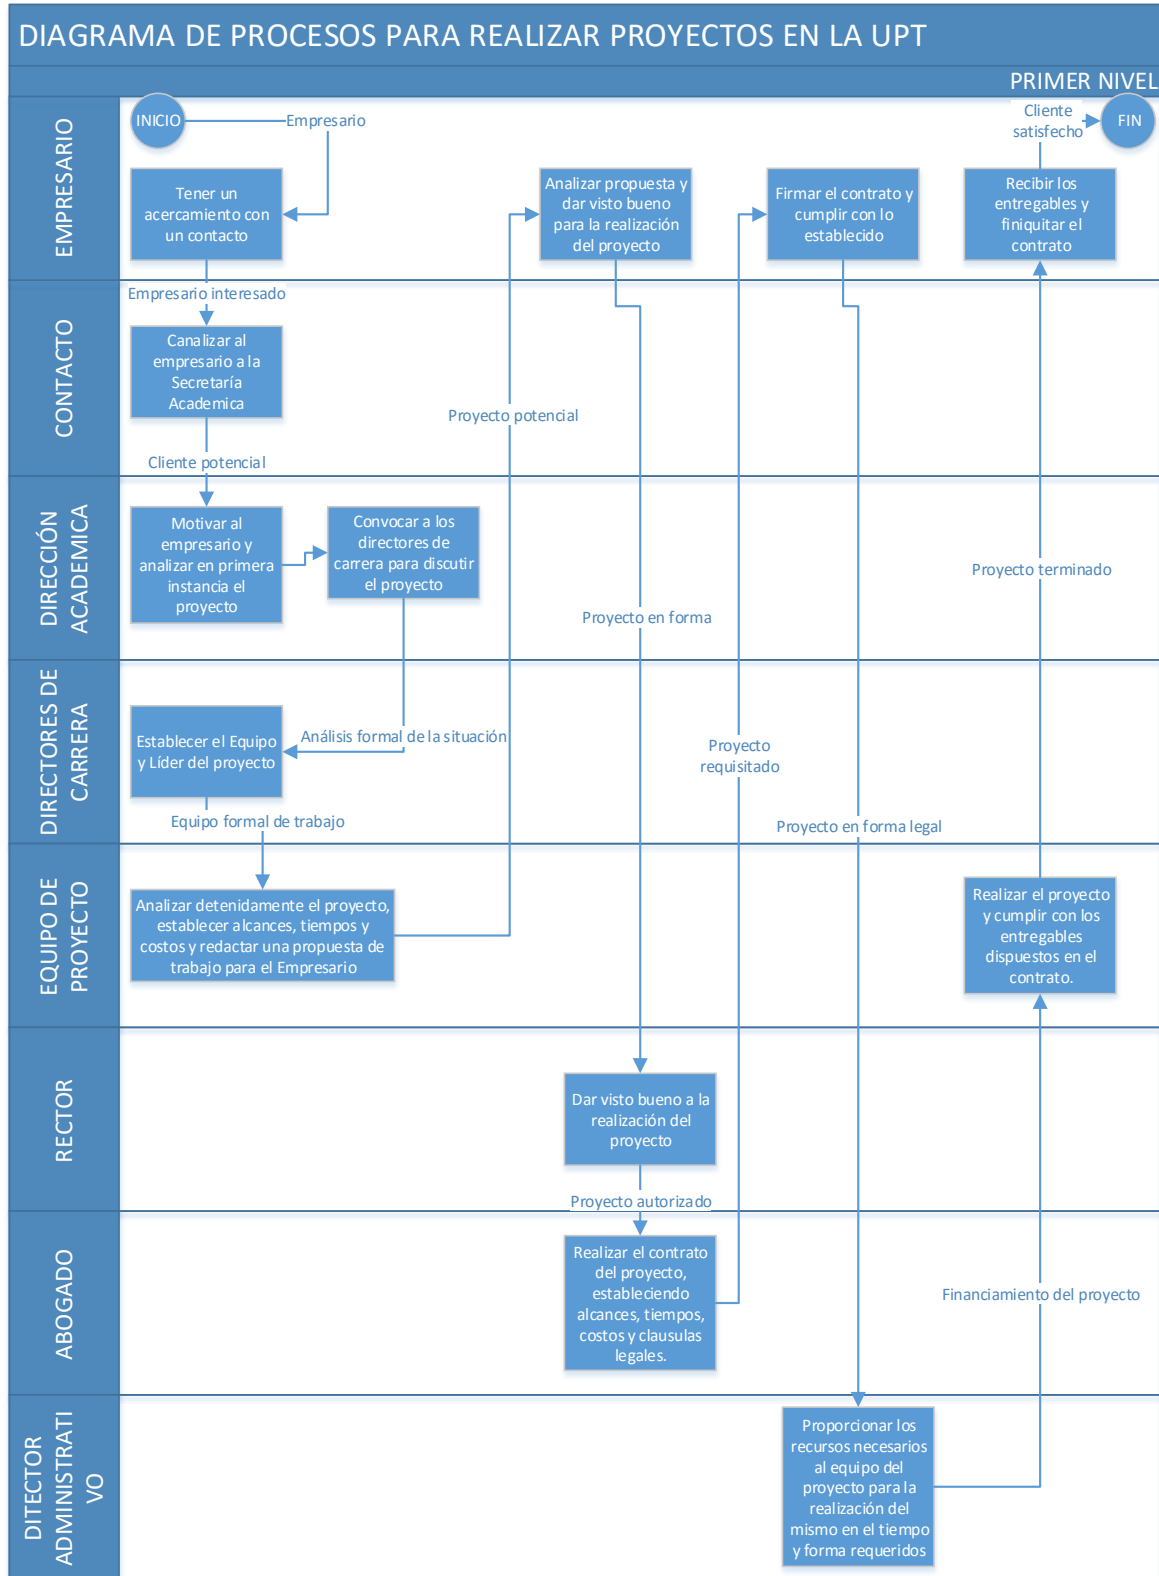 DIAGRAMA DE PROCESOS PARA REALIZAR PROYECTOS EN LA UPT
PRIMER NIVEL
EMPRESARIO
INICIO
Empresario
Cliente
satisfecho
FIN
Tener un
acercamiento con
un contacto
Analizar propuesta y
dar visto bueno
para la realización
del proyecto
Firmar el contrato y
cumplir con lo
establecido
Recibir los
entregables y
finiquitar el
contrato
Empresario interesado
CONTACTO
Canalizar al
empresario a la
Secretaría
Academica
Proyecto potencial
Cliente potencial
DIRECCIÓN
ACADEMICA
Motivar al
empresario y
analizar en primera
instancia el
proyecto
Convocar a los
directores de
carrera para discutir
el proyecto
Proyecto terminado
Proyecto en forma
DIRECTORES DE
CARRERA
Establecer el Equipo
y Líder del proyecto
Análisis formal de la situación
Proyecto
requisitado
Equipo formal de trabajo
Proyecto en forma legal
EQUIPO DE
PROYECTO
Analizar detenidamente el proyecto,
establecer alcances, tiempos y
costos y redactar una propuesta de
trabajo para el Empresario
Realizar el proyecto
y cumplir con los
entregables
dispuestos en el
contrato.
RECTOR
Dar visto bueno a la
realización del
proyecto
Proyecto autorizado
ABOGADO
Realizar el contrato
del proyecto,
estableciendo
alcances, tiempos,
costos y clausulas
legales.
Financiamiento del proyecto
DITECTOR
ADMINISTRATI
VO
Proporcionar los
recursos necesarios
al equipo del
proyecto para la
realización del
mismo en el tiempo
y forma requeridos